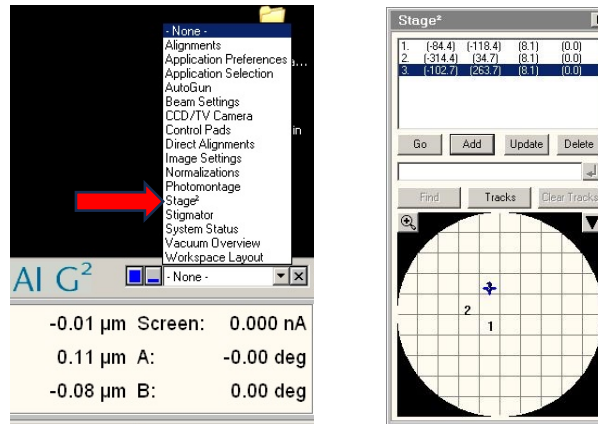 - None -
Alignments
Application Preferences
Application Selection
AutoGun
Beam Settings
CCD/TV Camera
Control Pads
Direct Alignments
Image Settings
Normalizations
Photomontage
Stage²
Stigmator
System Status
Vacuum Overview
Workspace Layout
a...
in
AI G²
- None -
-0.01 µm Screen: 0.000 nA
0.11 µm A: -0.00 deg
-0.08 µm B: 0.00 deg
Stage²
1. (-84.4) (-118.4) (8.1) (0.0)
2. (-314.4) (34.7) (8.1) (0.0)
3. (-102.7) (263.7) (8.1) (0.0)
Go Add Update Delete
Find Tracks Clear Tracks
2
1